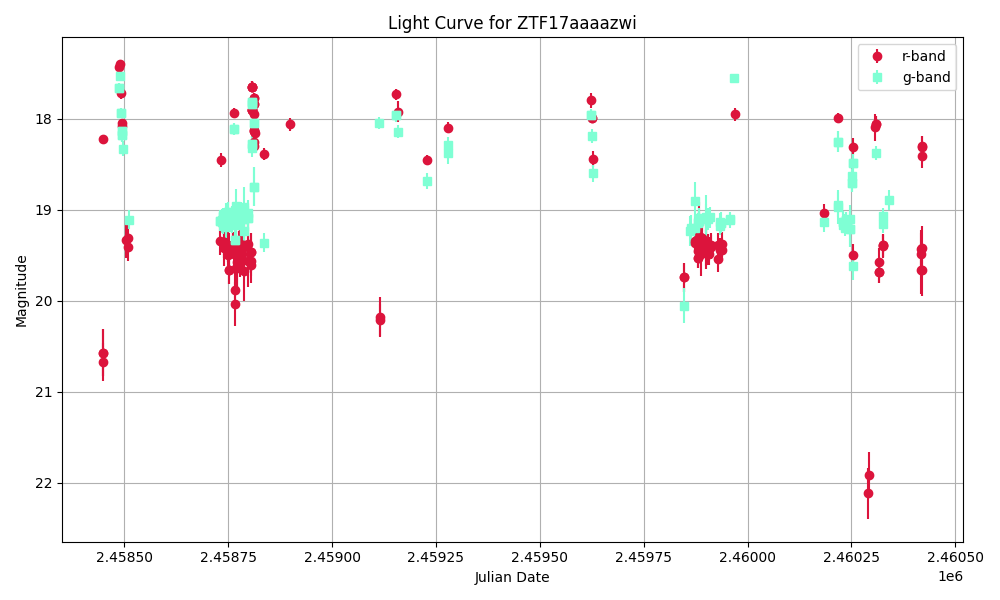 Light Curve for ZTF17aaaazwi
r-band
g-band
Magnitude
18
19
20
21
22
2.45850
2.45875
2.45900
2.45925
2.45950
2.45975
2.46000
2.46025
2.46050
1e6
Julian Date